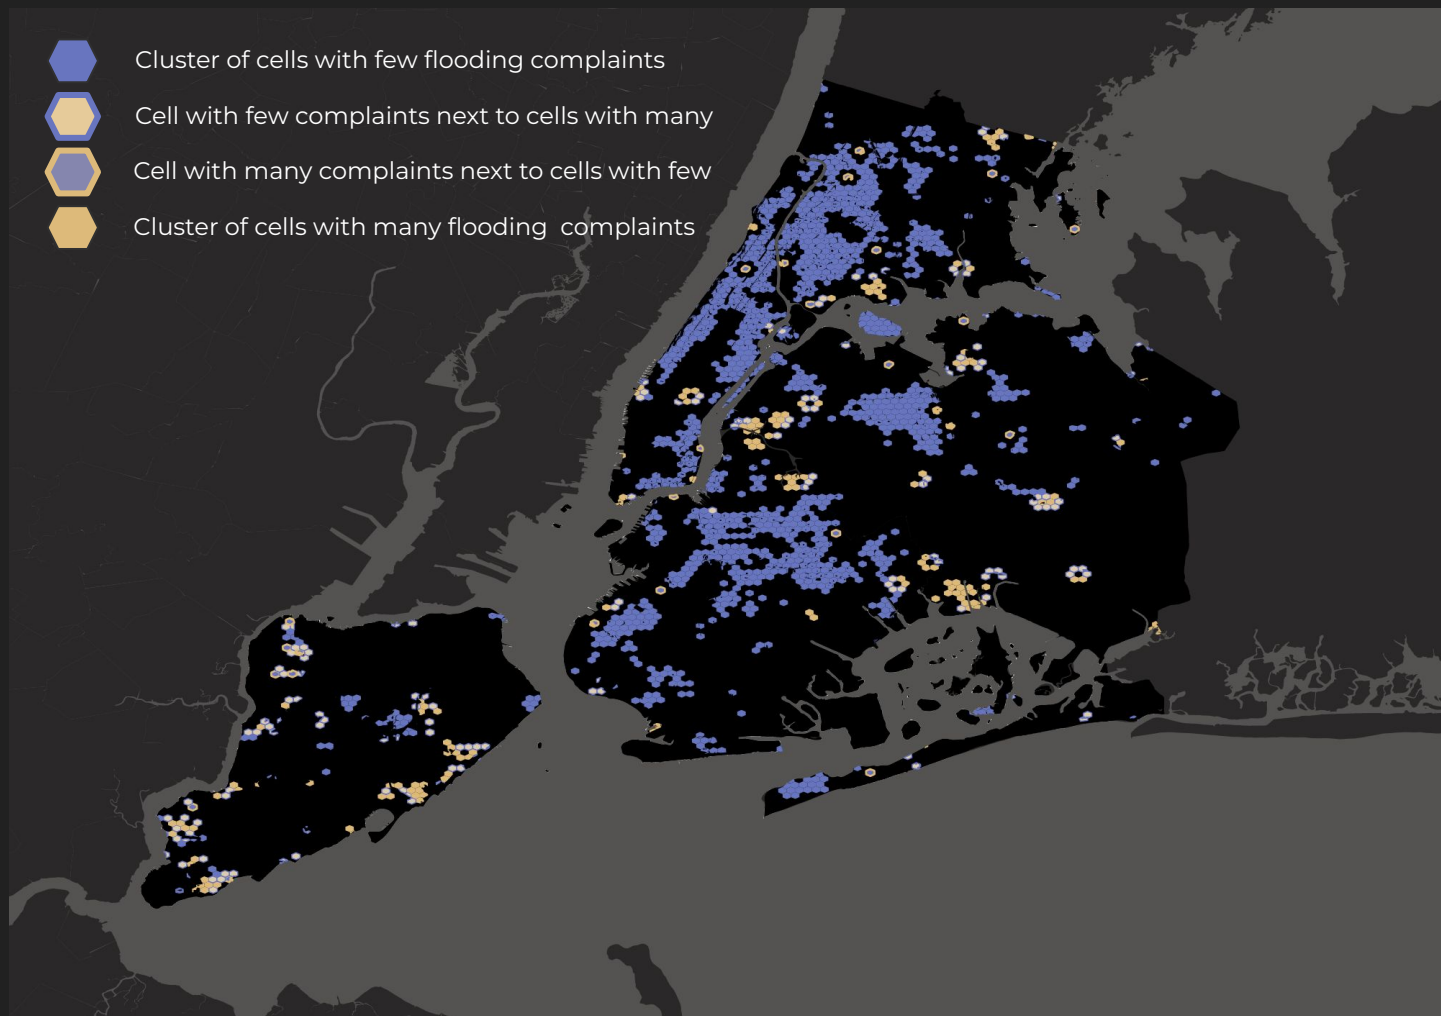 Cluster of cells with few flooding complaints
Cell with few complaints next to cells with many
Cell with many complaints next to cells with few
Cluster of cells with many flooding  complaints